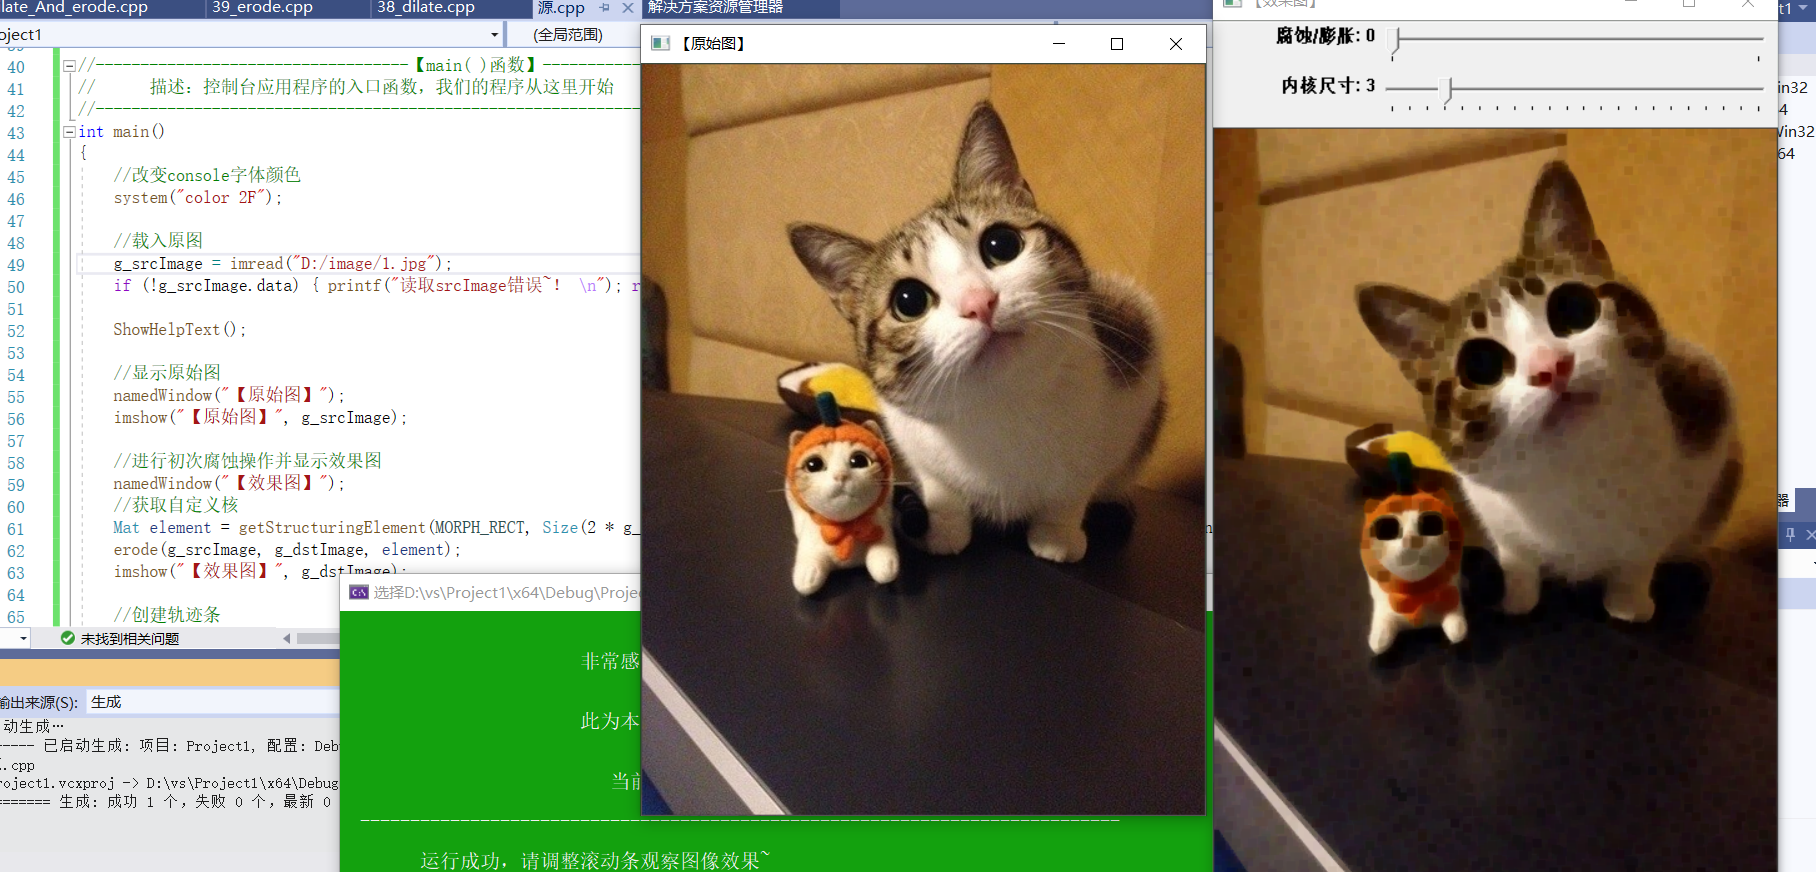 late_And_erode.cpp
39_erode.cpp
38_dilate.cpp
源.cpp
解决方案资源管理器
oject1
(全局范围)
40 //-----------------------------------【main( )函数】-----------
41 //      描述：控制台应用程序的入口函数，我们的程序从这里开始
42 //-------------------------------------------------------------
43 int main()
44 {
45 //改变console字体颜色
46 system("color 2F");
47
48 //载入原图
49 g_srcImage = imread("D:/image/1.jpg");
50 if (!g_srcImage.data) { printf("读取srcImage错误~！ \n"); r
51
52 ShowHelpText();
53
54 //显示原始图
55 namedWindow("【原始图】");
56 imshow("【原始图】", g_srcImage);
57
58 //进行初次腐蚀操作并显示效果图
59 namedWindow("【效果图】");
60 //获取自定义核
61 Mat element = getStructuringElement(MORPH_RECT, Size(2 * g_
62 erode(g_srcImage, g_dstImage, element);
63 imshow("【效果图】", g_dstImage);
64
65 //创建轨迹条
未找到相关问题
输出来源(S): 生成
动生成…
----- 已启动生成: 项目: Project1, 配置: Deb
.cpp
roject1.vcxproj -> D:\vs\Project1\x64\Debug
======= 生成: 成功 1 个，失败 0 个，最新 0
选择D:\vs\Project1\x64\Debug\Projec
非常感
此为本
当前
--------------------------------------------------------------------------------
运行成功，请调整滚动条观察图像效果~
【原始图】
【效果图】
腐蚀/膨胀: 0
内核尺寸: 3
t1
in32
4
Win32
64
器